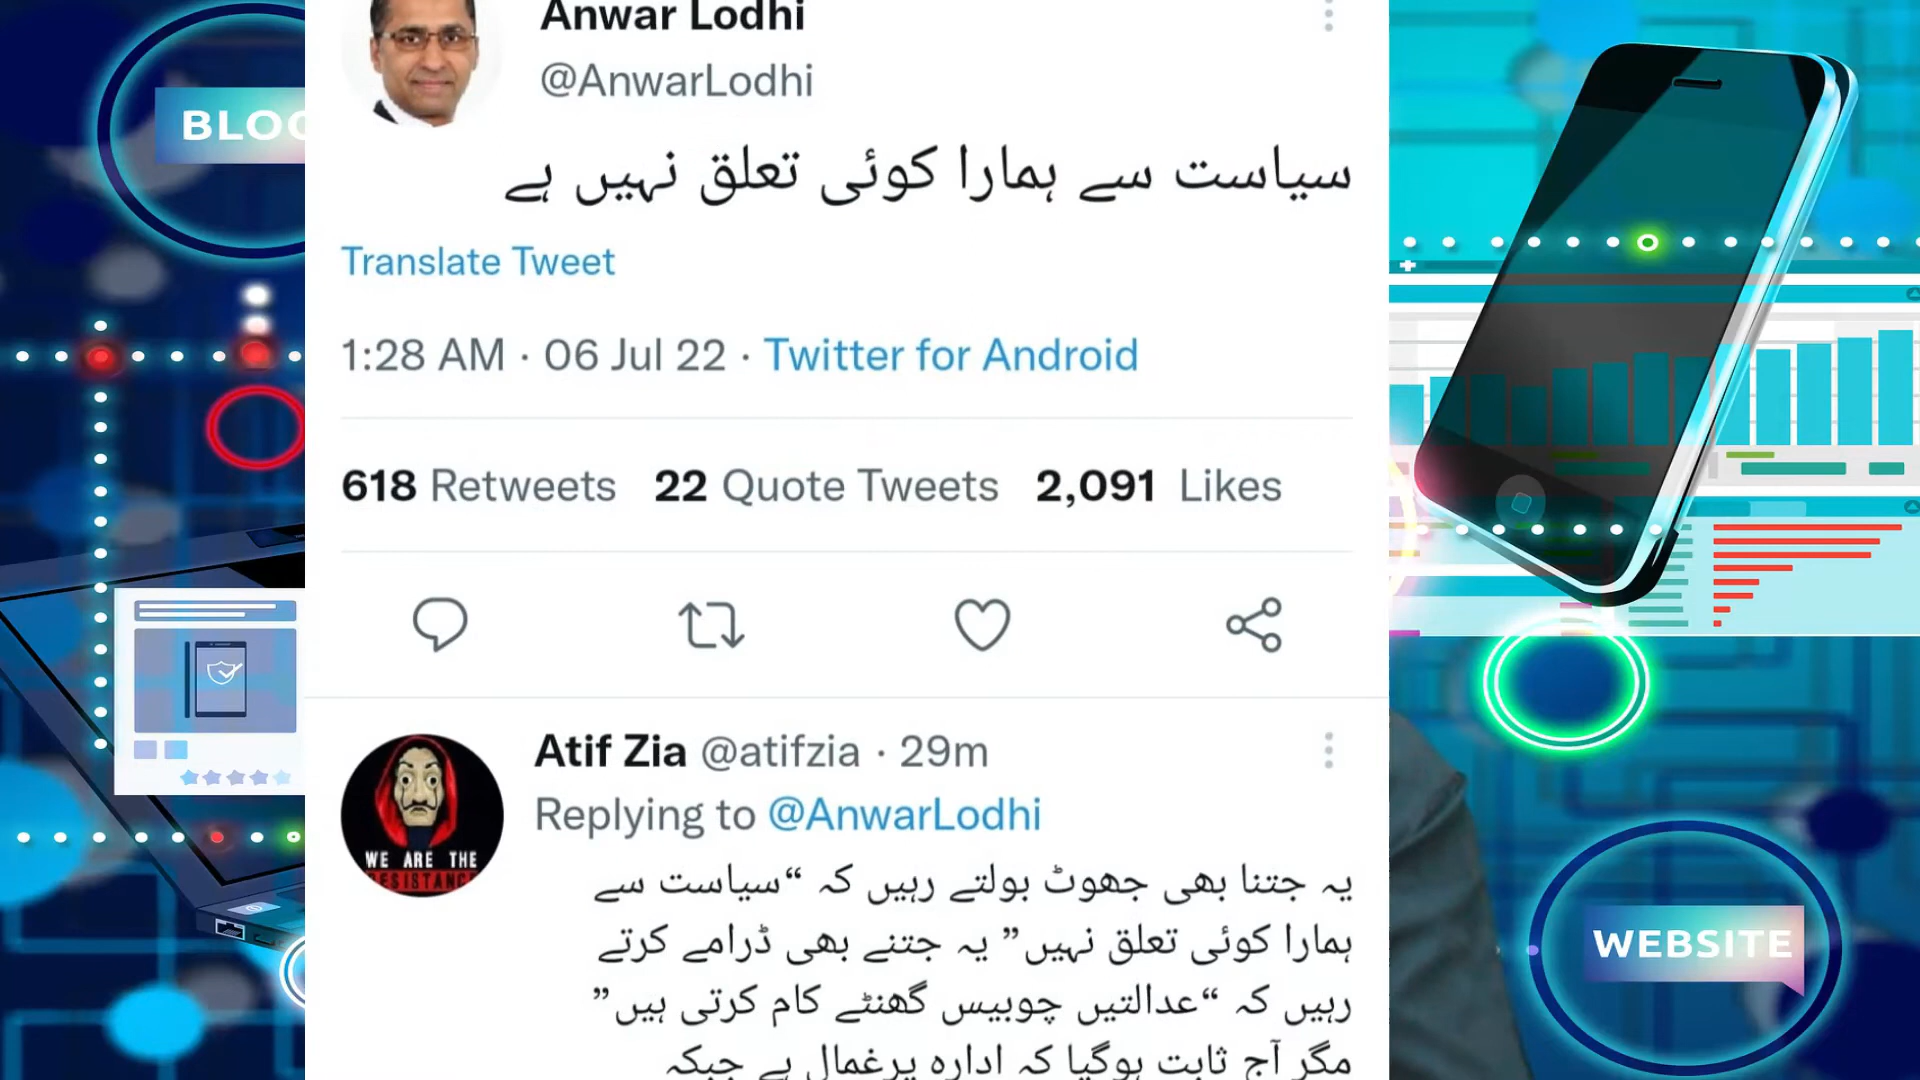 BLOG
Anwar Lodhi
@AnwarLodhi
سیاست سے ہمارا کوئی تعلق نہیں ہے
Translate Tweet
1:28 AM · 06 Jul 22 · Twitter for Android
618 Retweets 22 Quote Tweets 2,091 Likes
Atif Zia @atifzia · 29m
Replying to @AnwarLodhi
WE ARE THE
RESISTANCE
یہ جتنا بھی جھوٹ بولتے رہیں کہ “سیاست سے
ہمارا کوئی تعلق نہیں” یہ جتنے بھی ڈرامے کرتے
رہیں کہ “عدالتیں چوبیس گھنٹے کام کرتی ہیں”
مگر آج ثابت ہوگیا کہ ادارہ یرغمال ہے جبکہ
WEBSITE